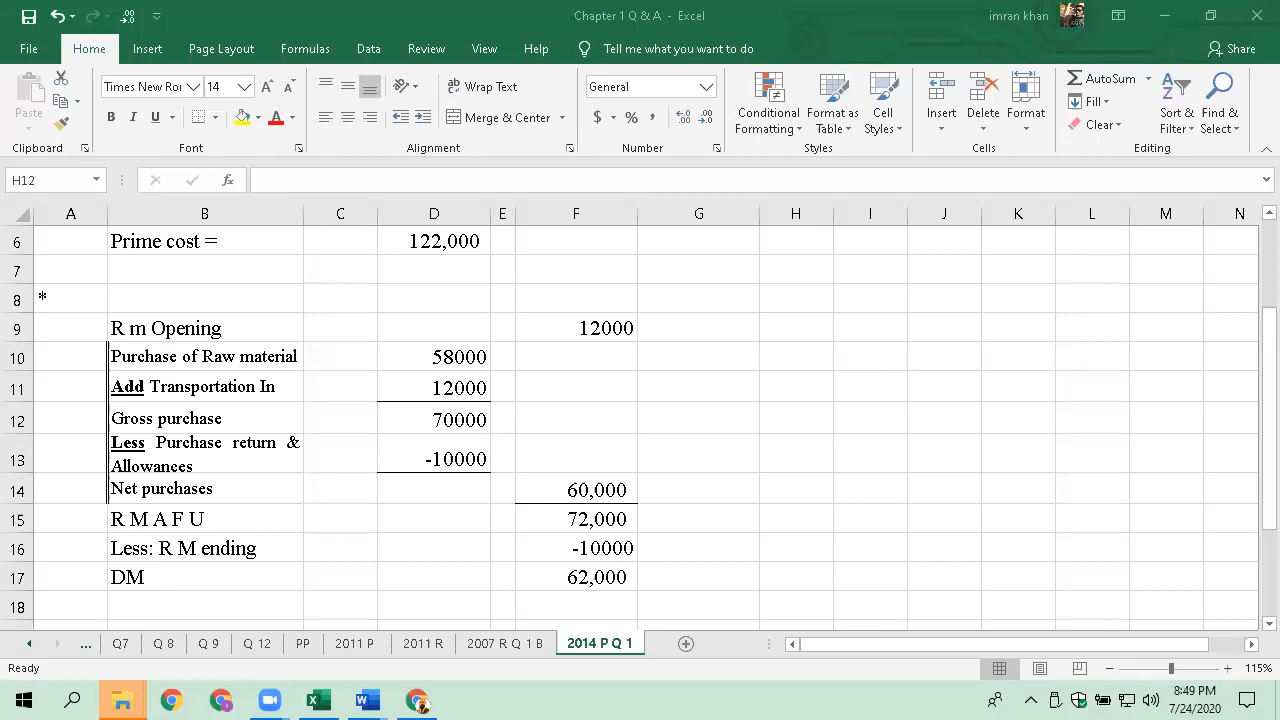 Chapter 1 Q & A - Excel
imran khan
File Home Insert Page Layout Formulas Data Review View Help Tell me what you want to do Share
Paste
Clipboard
Times New Ro 14
B I U
Font
Wrap Text
Merge & Center
Alignment
General
$ % ,
Number
Conditional Formatting
Format as Table
Cell Styles
Styles
Insert Delete Format
Cells
AutoSum
Fill
Clear
Sort & Filter
Find & Select
Editing
H12 fx
A B C D E F G H I J K L M N
6 Prime cost = 122,000
7
8 *
9 R m Opening 12000
10 Purchase of Raw material 58000
11 Add Transportation In 12000
12 Gross purchase 70000
13 Less Purchase return &
Allowances -10000
14 Net purchases 60,000
15 R M A F U 72,000
16 Less: R M ending -10000
17 DM 62,000
18
... Q7 Q 8 Q 9 Q 12 PP 2011 P 2011 R 2007 R Q 1 B 2014 P Q 1
Ready 115%
8:49 PM
7/24/2020